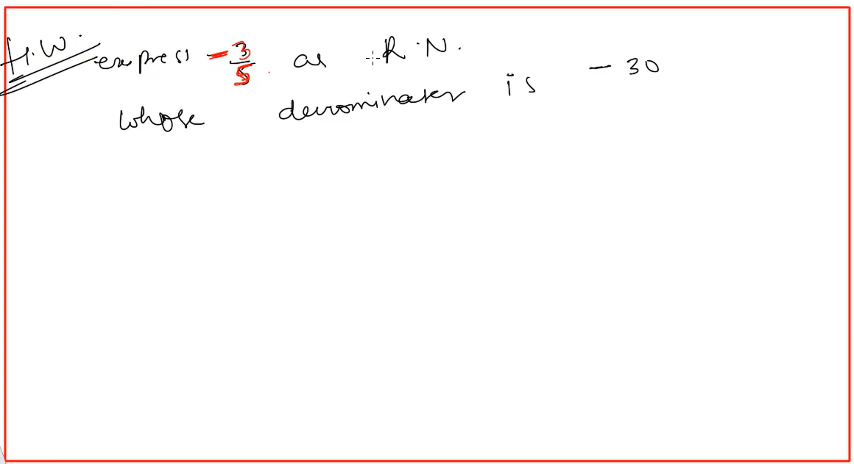 H.W. express -3/5 as R.N.
whose denominator is - 30